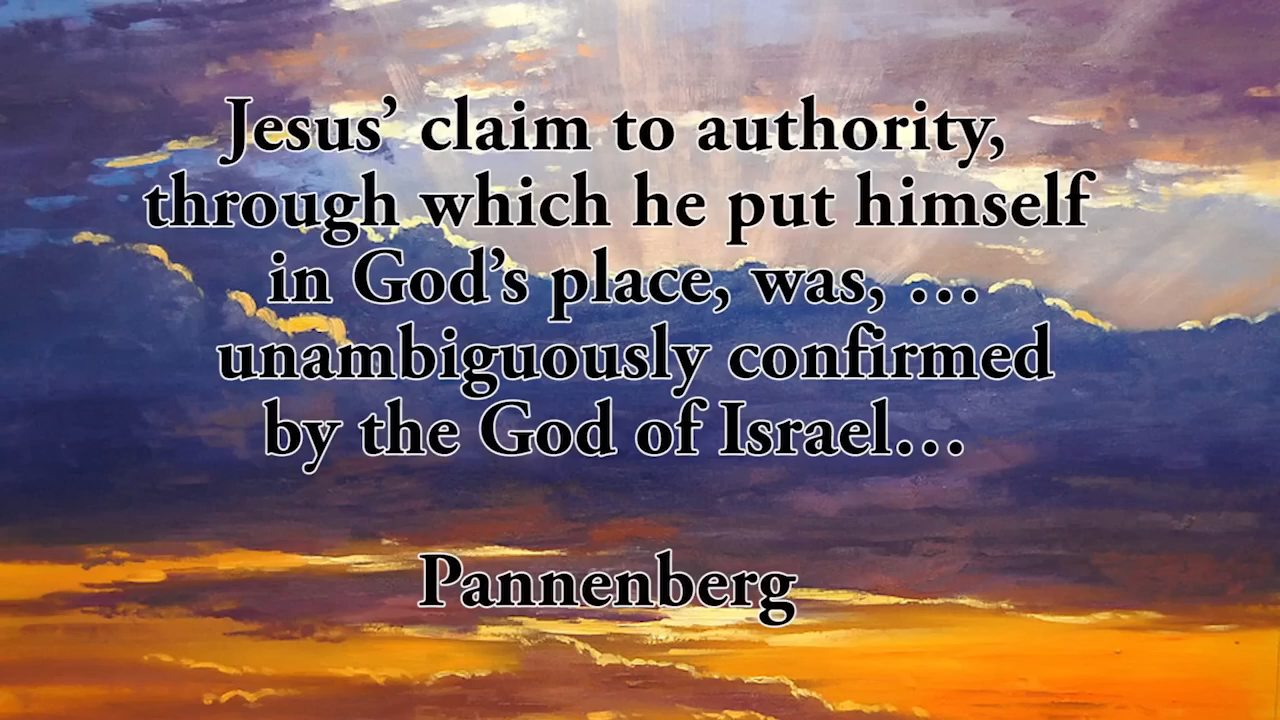 Jesus’ claim to authority,
through which he put himself
in God’s place, was, …
unambiguously confirmed
by the God of Israel…
Pannenberg